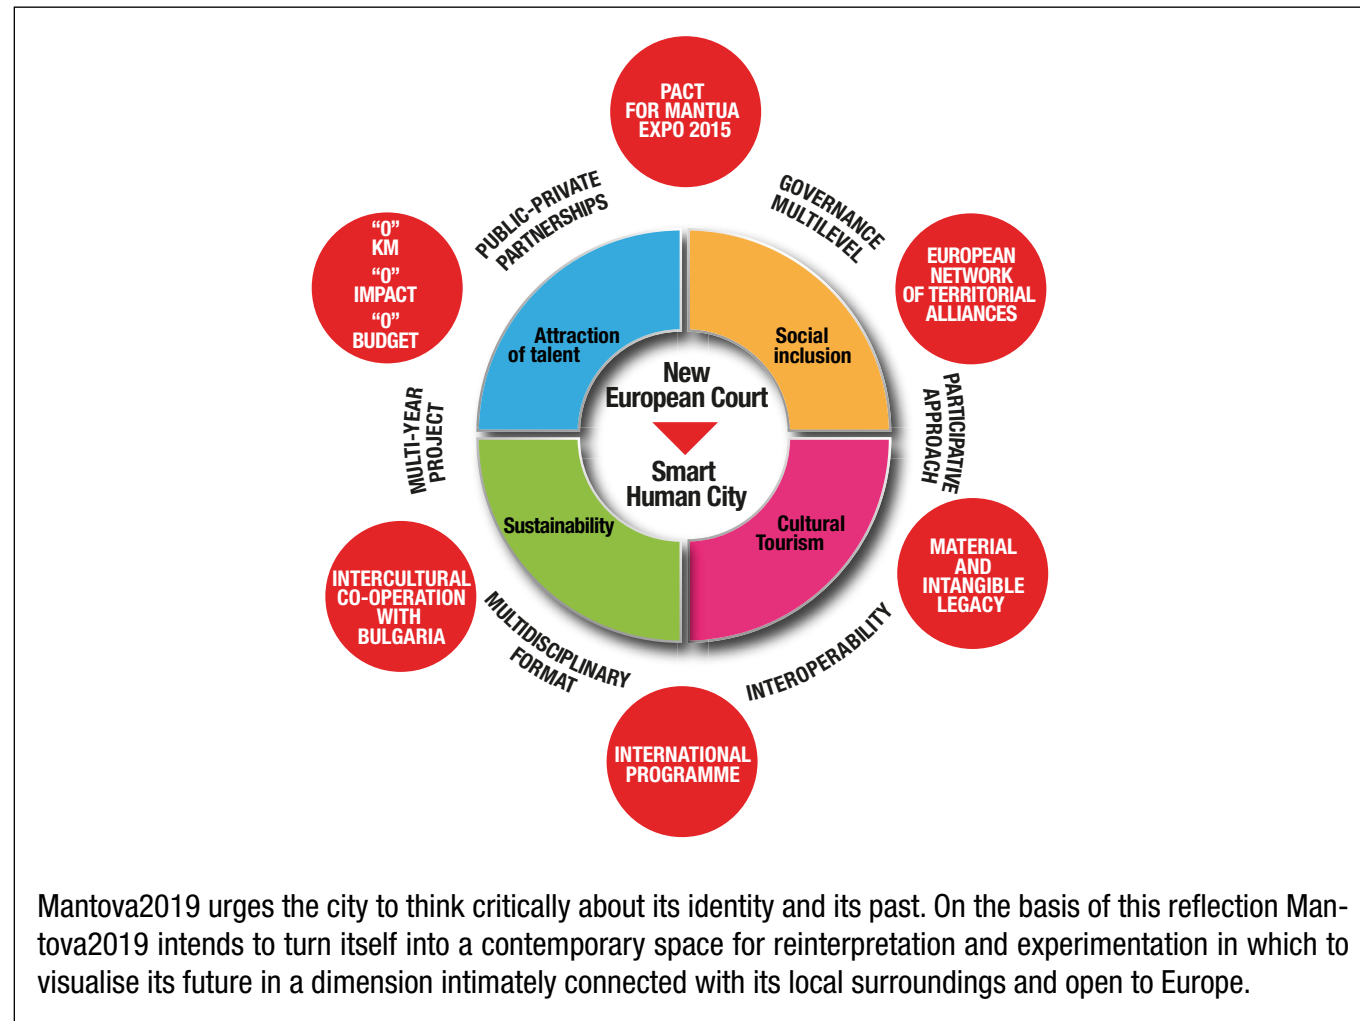 PACT
FOR MANTUA
EXPO 2015
PUBLIC-PRIVATE
PARTNERSHIPS
GOVERNANCE
MULTILEVEL
“0”
KM
“0”
IMPACT
“0”
BUDGET
EUROPEAN
NETWORK
OF TERRITORIAL
ALLIANCES
Attraction
of talent
Social
inclusion
New
European Court
Smart
Human City
MULTI-YEAR
PROJECT
PARTICIPATIVE
APPROACH
Sustainability
Cultural
Tourism
INTERCULTURAL
CO-OPERATION
WITH
BULGARIA
MATERIAL
AND
INTANGIBLE
LEGACY
MULTIDISCIPLINARY
FORMAT
INTEROPERABILITY
INTERNATIONAL
PROGRAMME
Mantova2019 urges the city to think critically about its identity and its past. On the basis of this reflection Man-
tova2019 intends to turn itself into a contemporary space for reinterpretation and experimentation in which to
visualise its future in a dimension intimately connected with its local surroundings and open to Europe.